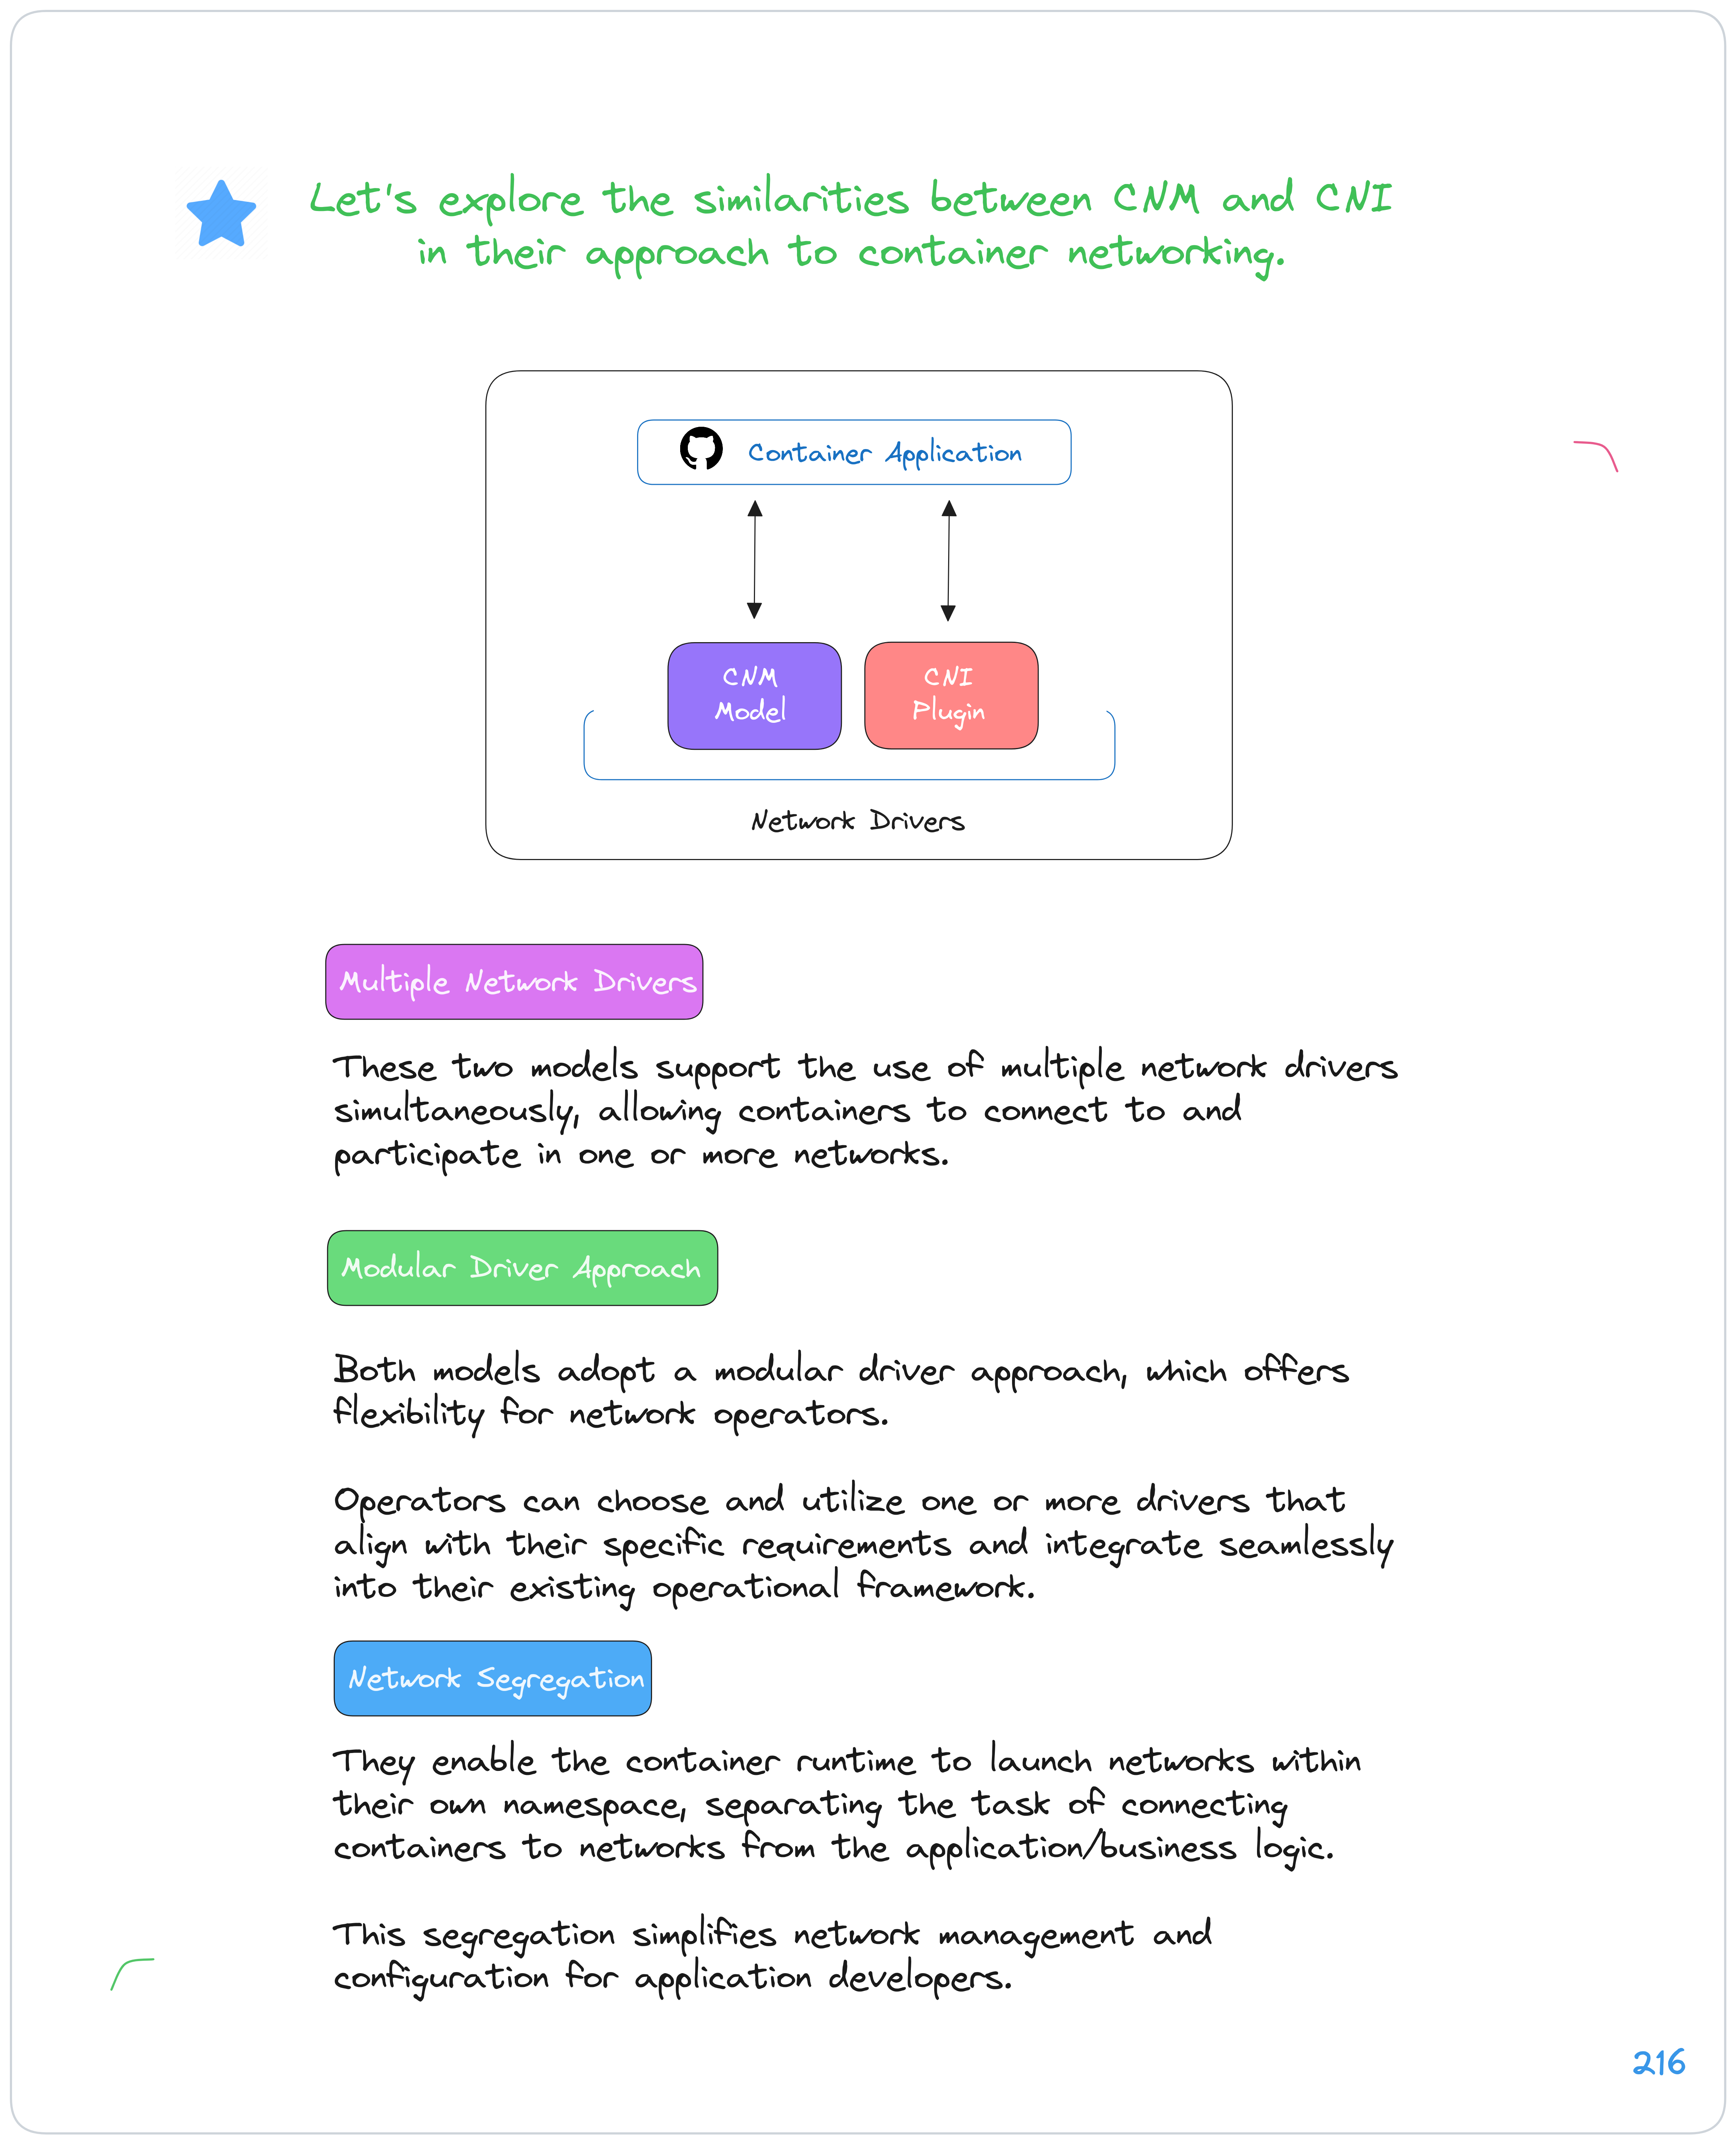 Let's explore the similarities between CNM and CNI
in their approach to container networking.
Container Application
CNM
Model
CNI
Plugin
Network Drivers
Multiple Network Drivers
These two models support the use of multiple network drivers
simultaneously, allowing containers to connect to and
participate in one or more networks.
Modular Driver Approach
Both models adopt a modular driver approach, which offers
flexibility for network operators.
Operators can choose and utilize one or more drivers that
align with their specific requirements and integrate seamlessly
into their existing operational framework.
Network Segregation
They enable the container runtime to launch networks within
their own namespace, separating the task of connecting
containers to networks from the application/business logic.
This segregation simplifies network management and
configuration for application developers.
216